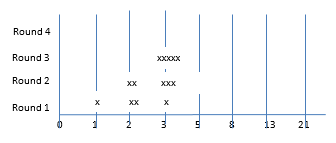 Round 4
Round 3 xxxxx
Round 2 xx xxx
Round 1 x xx x
0 1 2 3 5 8 13 21